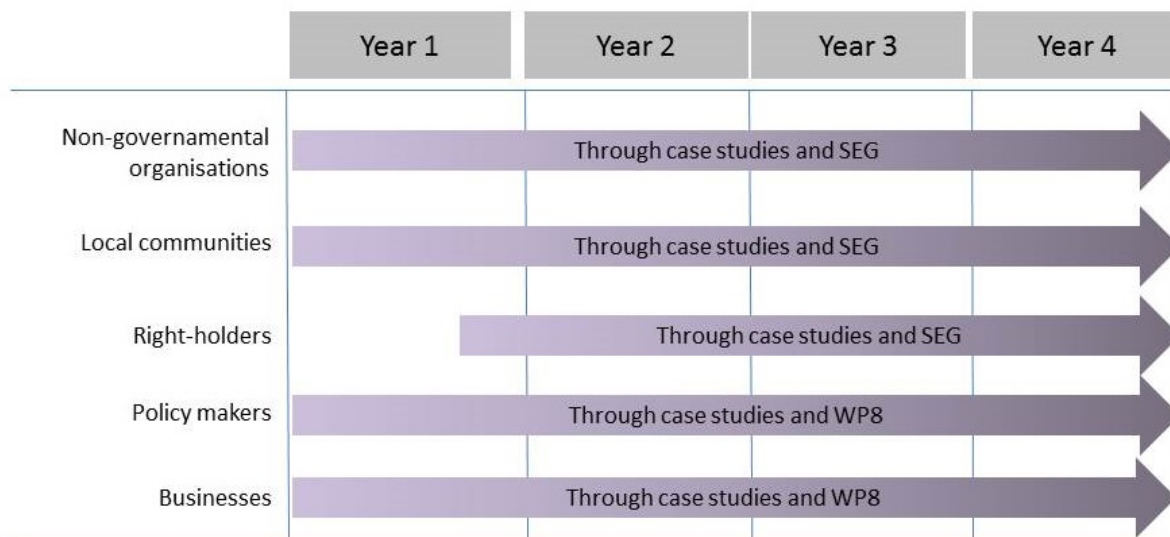 Year 1 Year 2 Year 3 Year 4
Non-governamental
organisations
Through case studies and SEG
Local communities
Through case studies and SEG
Right-holders
Through case studies and SEG
Policy makers
Through case studies and WP8
Businesses
Through case studies and WP8